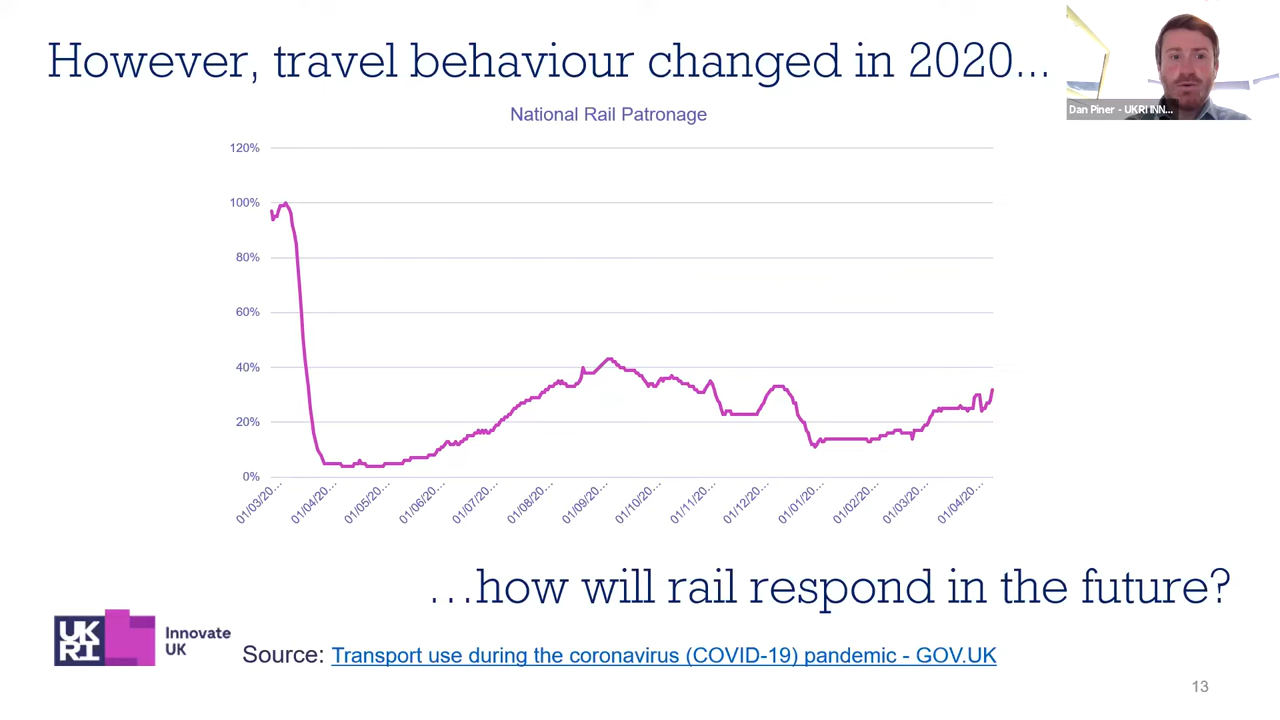 However, travel behaviour changed in 2020...
Dan Piner - UKRI INN...
National Rail Patronage
120%
100%
80%
60%
40%
20%
0%
01/03/20...
01/04/20...
01/05/20...
01/06/20...
01/07/20...
01/08/20...
01/09/20...
01/10/20...
01/11/20...
01/12/20...
01/01/20...
01/02/20...
01/03/20...
01/04/20...
...how will rail respond in the future?
UK
RI
Innovate
UK
Source: Transport use during the coronavirus (COVID-19) pandemic - GOV.UK
13